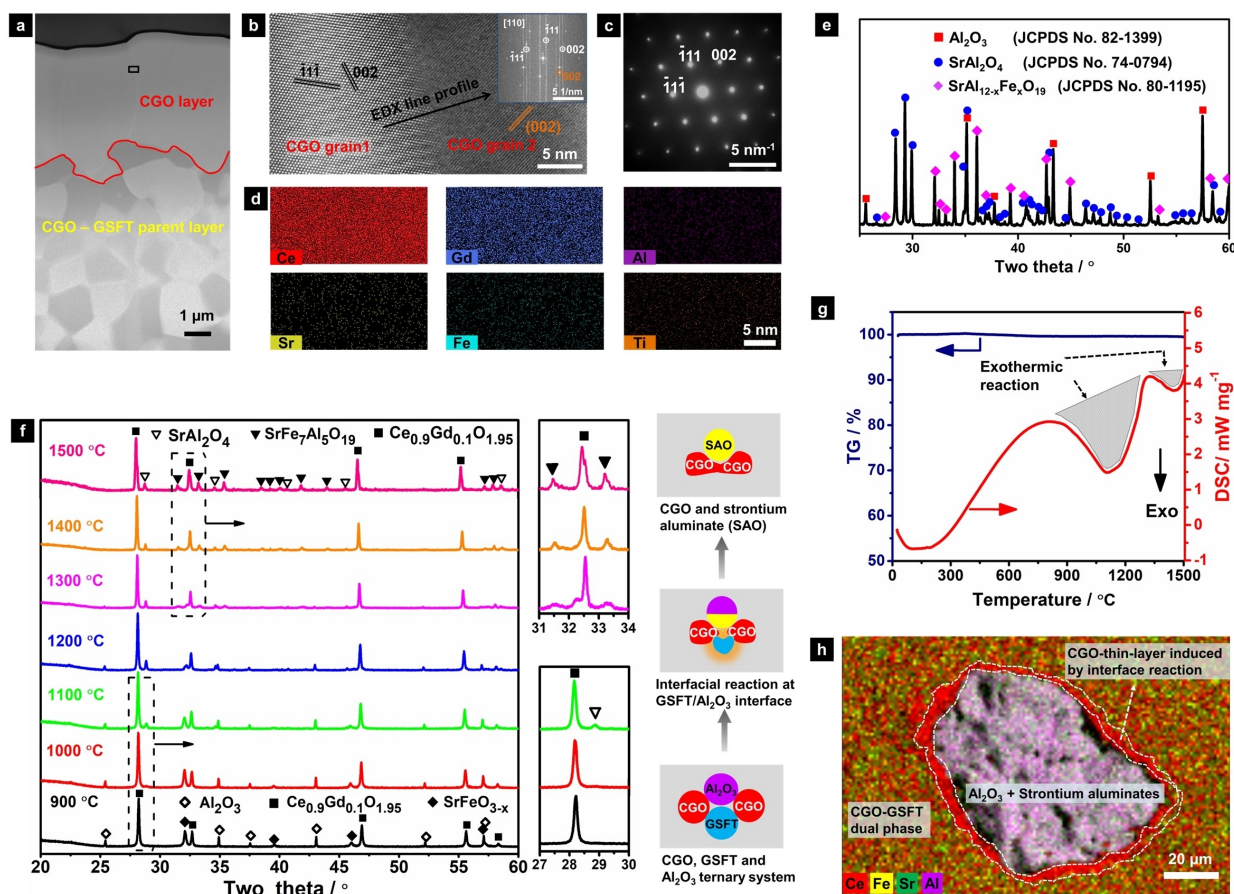 a
CGO layer
CGO – GSFT parent layer
1 μm
b
1̄11̄
002
EDX line profile
CGO grain1
CGO grain 2
(002)
5 nm
[110]
1̄11
002
1̄11̄
002
5 1/nm
c
1̄11 002
1̄11̄
5 nm⁻¹
d
Ce
Gd
Al
Sr
Fe
Ti
5 nm
e
Al₂O₃ (JCPDS No. 82-1399)
SrAl₂O₄ (JCPDS No. 74-0794)
SrAl₁₂₋ₓFeₓO₁₉ (JCPDS No. 80-1195)
30 40 50 60
Two theta / °
f
SrAl₂O₄ SrFe₇Al₅O₁₉ Ce₀.₉Gd₀.₁O₁.₉₅
1500 °C
1400 °C
1300 °C
1200 °C
1100 °C
1000 °C
900 °C
Al₂O₃ Ce₀.₉Gd₀.₁O₁.₉₅ SrFeO₃₋ₓ
20 25 30 35 40 45 50 55 60
Two theta / °
31 32 33 34
27 28 29 30
SAO
CGO CGO
CGO and strontium
aluminate (SAO)
CGO CGO
Interfacial reaction at
GSFT/Al₂O₃ interface
Al₂O₃
CGO CGO
GSFT
CGO, GSFT and
Al₂O₃ ternary system
g
100
90
80
70
60
50
TG / %
6
5
4
3
2
1
0
-1
DSC/ mW mg⁻¹
Exothermic
reaction
Exo
0 300 600 900 1200 1500
Temperature / °C
h
CGO-thin-layer induced
by interface reaction
Al₂O₃ + Strontium aluminates
CGO-GSFT
dual phase
20 μm
Ce Fe Sr Al